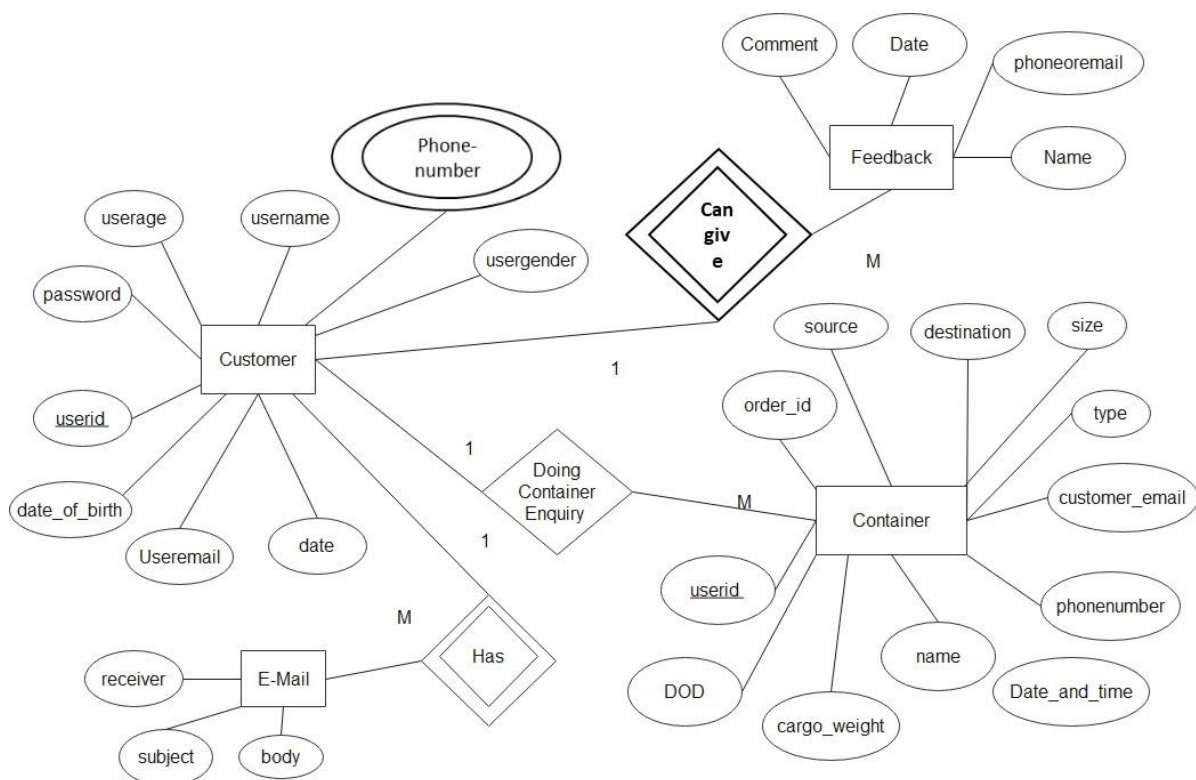 Comment
Date
phoneoremail
Feedback
Name
Phone-
number
Can
giv
e
userage
username
usergender
M
password
source
destination
size
Customer
1
order_id
type
userid
1
Doing
Container
Enquiry
M
Container
customer_email
date_of_birth
Useremail
date
1
userid
phonenumber
M
name
Has
receiver
E-Mail
DOD
Date_and_time
cargo_weight
subject
body